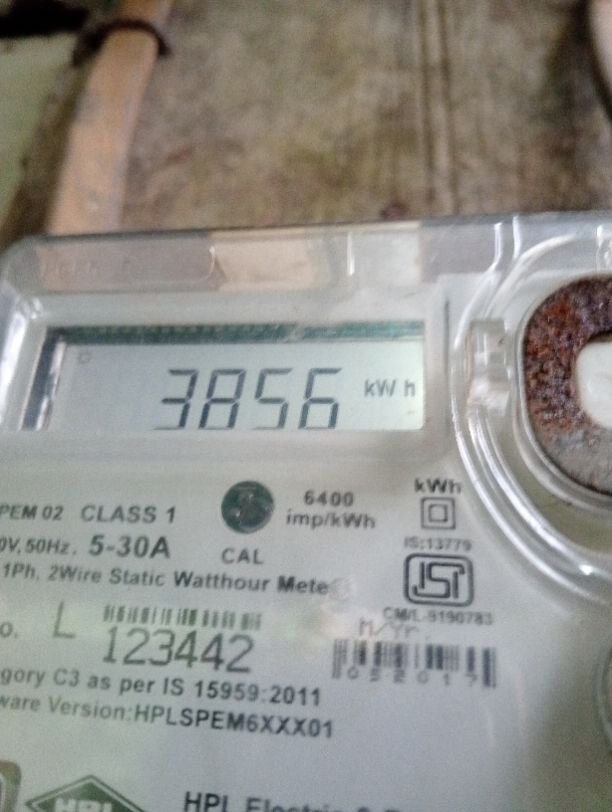 3856 kWh
PEM 02 CLASS 1
6400
imp/kWh
kWh
0V, 50Hz. 5-30A
CAL
IS:13779
1Ph, 2Wire Static Watthour Mete
ISI
CM/L-9190783
o. L
123442
M/Yr.
052017
gory C3 as per IS 15959:2011
ware Version:HPLSPEM6XXX01
HPL
HPL Electric &